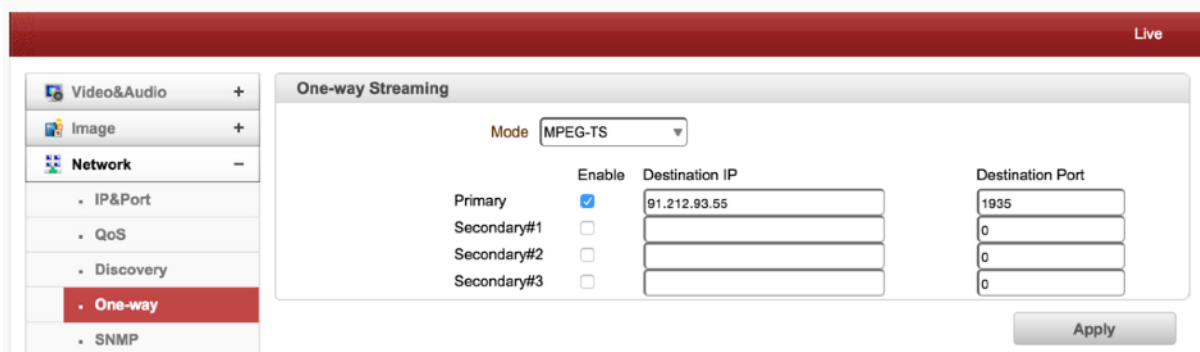 Live
Video&Audio +
Image +
Network −
IP&Port
QoS
Discovery
One-way
SNMP
One-way Streaming
Mode MPEG-TS
Enable Destination IP Destination Port
Primary 91.212.93.55 1935
Secondary#1 0
Secondary#2 0
Secondary#3 0
Apply